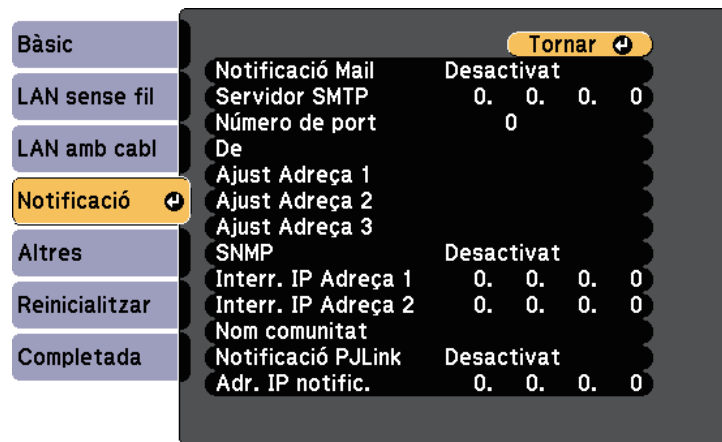 Bàsic
LAN sense fil
LAN amb cabl
Notificació
Altres
Reinicialitzar
Completada
Tornar
Notificació Mail Desactivat
Servidor SMTP 0. 0. 0. 0
Número de port 0
De
Ajust Adreça 1
Ajust Adreça 2
Ajust Adreça 3
SNMP Desactivat
Interr. IP Adreça 1 0. 0. 0. 0
Interr. IP Adreça 2 0. 0. 0. 0
Nom comunitat
Notificació PJLink Desactivat
Adr. IP notific. 0. 0. 0. 0